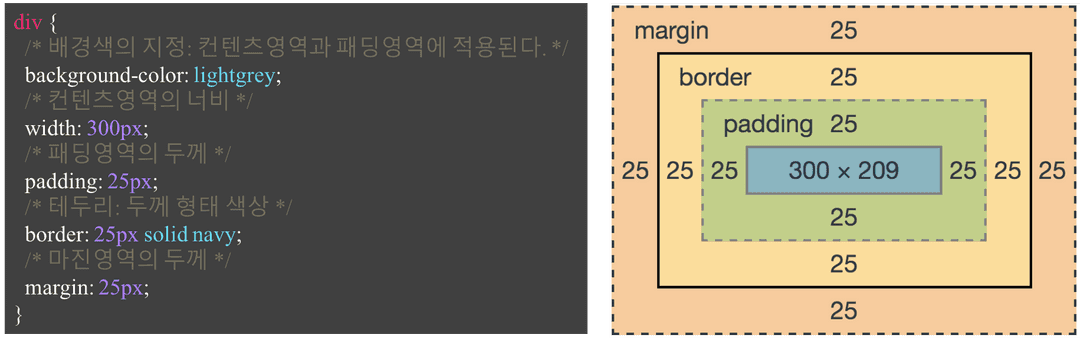 div {
/* 배경색의 지정: 컨텐츠영역과 패딩영역에 적용된다. */
background-color: lightgrey;
/* 컨텐츠영역의 너비 */
width: 300px;
/* 패딩영역의 두께 */
padding: 25px;
/* 테두리: 두께 형태 색상 */
border: 25px solid navy;
/* 마진영역의 두께 */
margin: 25px;
}
margin 25
border 25
padding 25
25 25 25 300 × 209 25 25 25
25
25
25